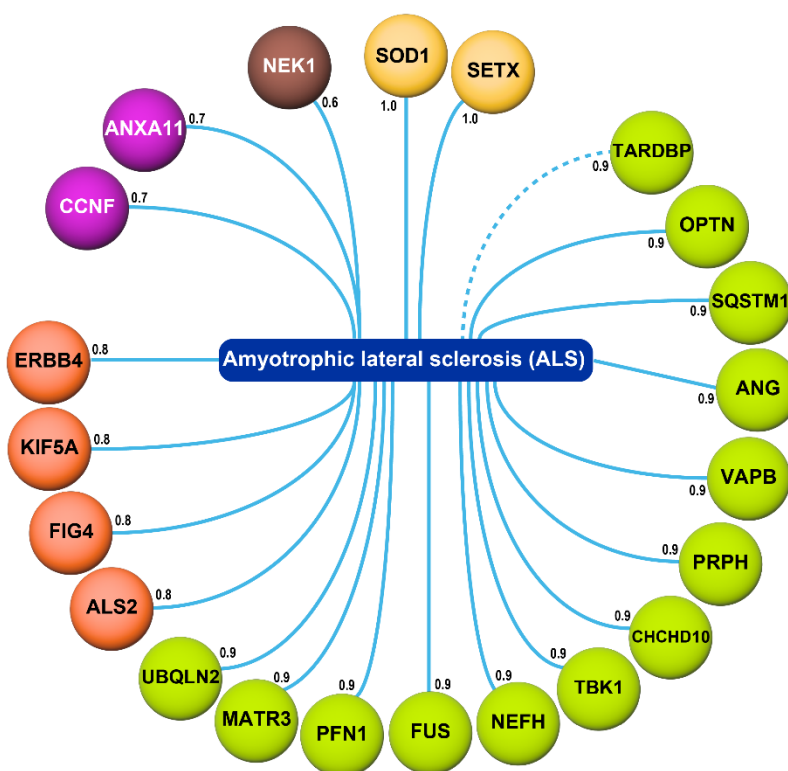 NEK1
0.6
SOD1
1.0
SETX
1.0
ANXA11
0.7
CCNF
0.7
TARDBP
0.9
OPTN
0.9
SQSTM1
0.9
Amyotrophic lateral sclerosis (ALS)
ERBB4
0.8
ANG
0.9
KIF5A
0.8
VAPB
0.9
FIG4
0.8
PRPH
0.9
ALS2
0.8
CHCHD10
0.9
UBQLN2
0.9
MATR3
0.9
PFN1
0.9
FUS
0.9
NEFH
0.9
TBK1
0.9